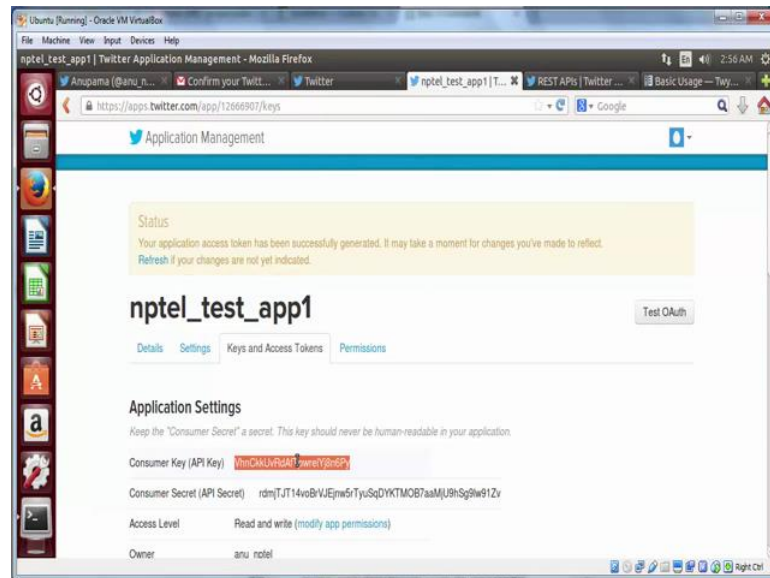 Ubuntu [Running] - Oracle VM VirtualBox
File Machine View Input Devices Help
nptel_test_app1 | Twitter Application Management - Mozilla Firefox
En 2:56 AM
Anupama (@anu_n... Confirm your Twitt... Twitter nptel_test_app1 | T... REST APIs | Twitter ... Basic Usage — Twy...
https://apps.twitter.com/app/12666907/keys
Google
Application Management
Status
Your application access token has been successfully generated. It may take a moment for changes you've made to reflect.
Refresh if your changes are not yet indicated.
nptel_test_app1
Test OAuth
Details Settings Keys and Access Tokens Permissions
Application Settings
Keep the "Consumer Secret" a secret. This key should never be human-readable in your application.
Consumer Key (API Key)
Consumer Secret (API Secret) rdmjTJT14voBrVJEjnw5rTyuSqDYKTMOB7aaMjU9hSg9lw91Zv
Access Level Read and write (modify app permissions)
Owner anu_nptel
Right Ctrl